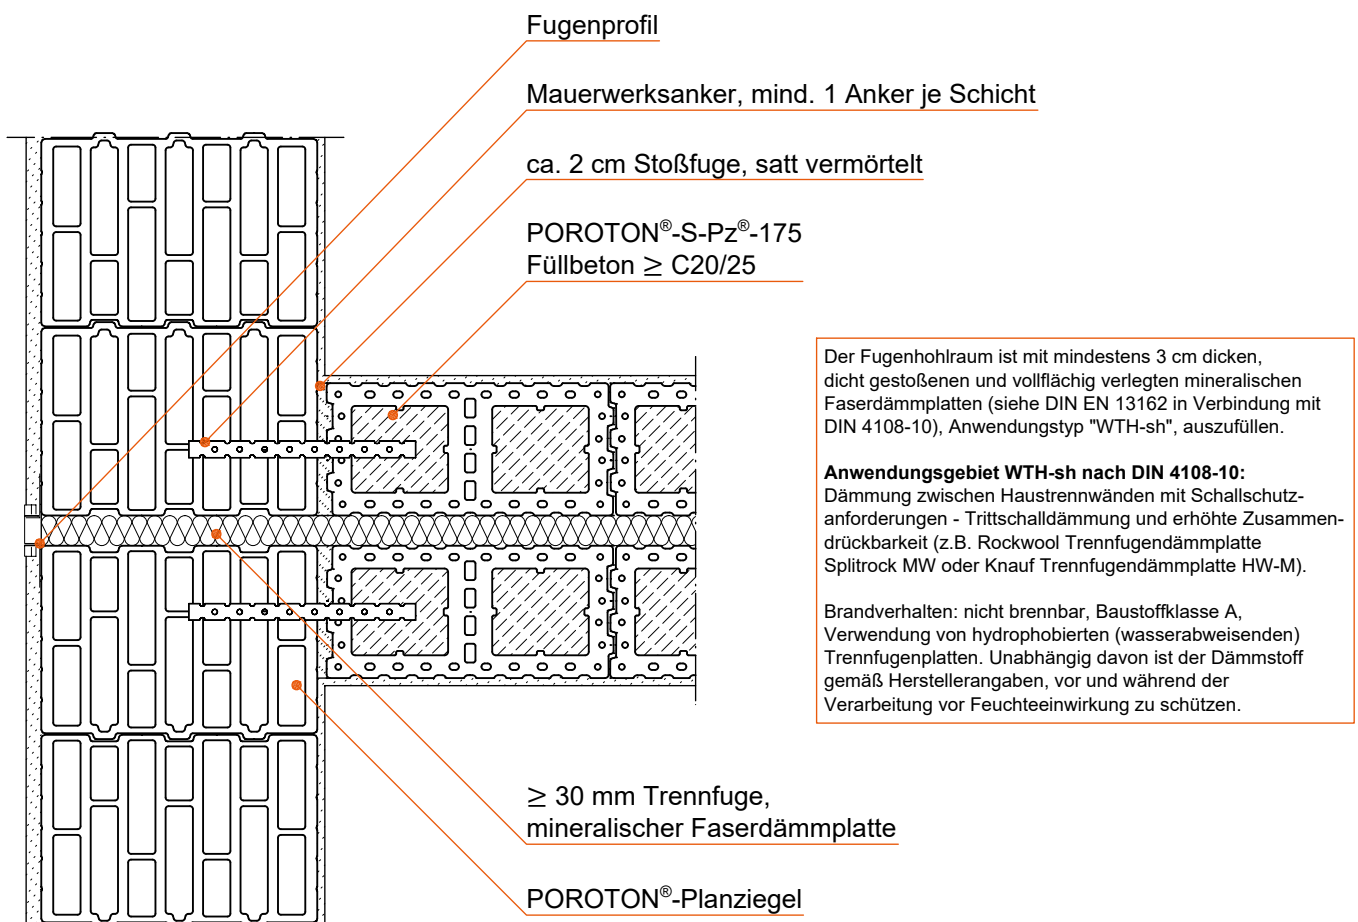 Fugenprofil
Mauerwerksanker, mind. 1 Anker je Schicht
ca. 2 cm Stoßfuge, satt vermörtelt
POROTON®-S-Pz®-175
Füllbeton ≥ C20/25
Der Fugenhohlraum ist mit mindestens 3 cm dicken,
dicht gestoßenen und vollflächig verlegten mineralischen
Faserdämmplatten (siehe DIN EN 13162 in Verbindung mit
DIN 4108-10), Anwendungstyp "WTH-sh", auszufüllen.
Anwendungsgebiet WTH-sh nach DIN 4108-10:
Dämmung zwischen Haustrennwänden mit Schallschutz-
anforderungen - Trittschalldämmung und erhöhte Zusammen-
drückbarkeit (z.B. Rockwool Trennfugendämmplatte
Splitrock MW oder Knauf Trennfugendämmplatte HW-M).
Brandverhalten: nicht brennbar, Baustoffklasse A,
Verwendung von hydrophobierten (wasserabweisenden)
Trennfugenplatten. Unabhängig davon ist der Dämmstoff
gemäß Herstellerangaben, vor und während der
Verarbeitung vor Feuchteeinwirkung zu schützen.
≥ 30 mm Trennfuge,
mineralischer Faserdämmplatte
POROTON®-Planziegel